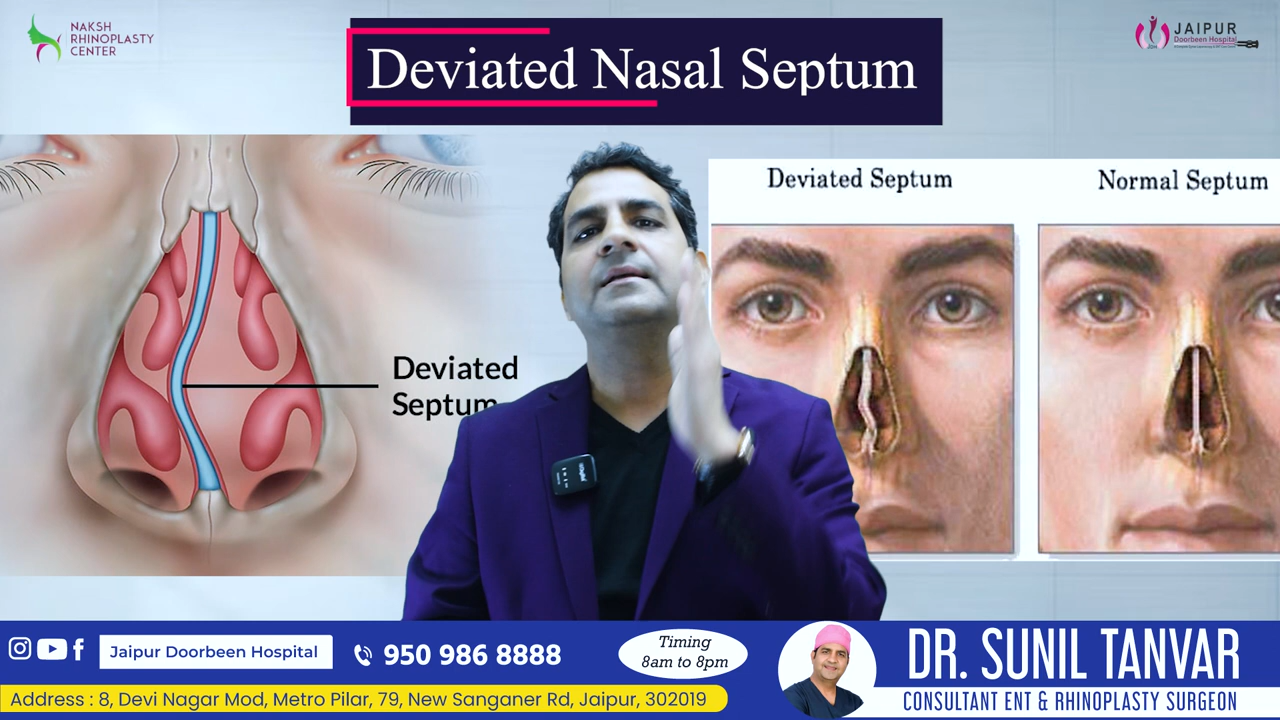 NAKSH
RHINOPLASTY
CENTER
Deviated Nasal Septum
JAIPUR
Doorbeen Hospital
Deviated
Septum
Deviated Septum
Normal Septum
Jaipur Doorbeen Hospital
950 986 8888
Timing
8am to 8pm
DR. SUNIL TANVAR
CONSULTANT ENT & RHINOPLASTY SURGEON
Address : 8, Devi Nagar Mod, Metro Pilar, 79, New Sanganer Rd, Jaipur, 302019